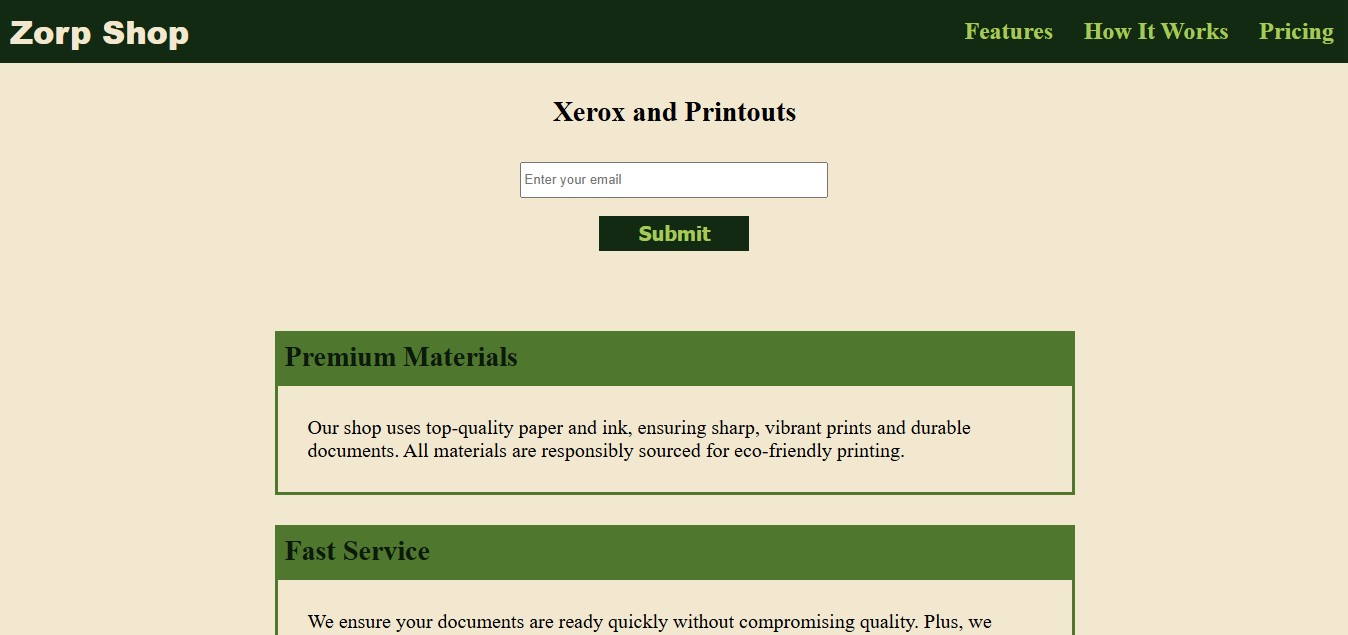 Zorp Shop
Features
How It Works
Pricing
Xerox and Printouts
Enter your email
Submit
Premium Materials
Our shop uses top-quality paper and ink, ensuring sharp, vibrant prints and durable
documents. All materials are responsibly sourced for eco-friendly printing.
Fast Service
We ensure your documents are ready quickly without compromising quality. Plus, we